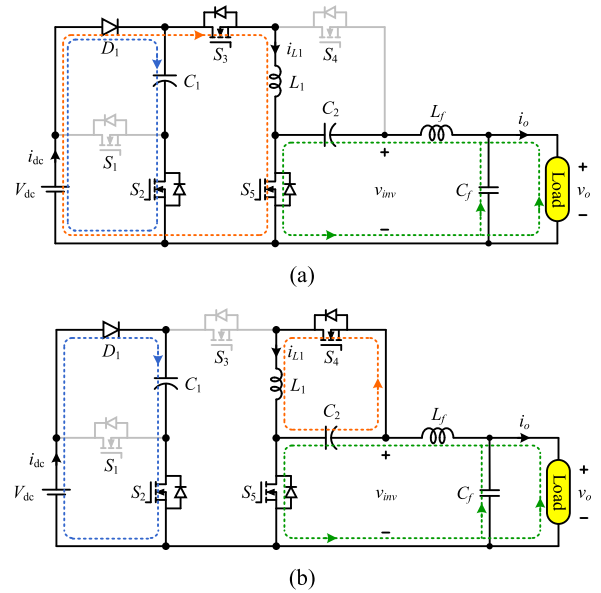 D1
S3
iL1
S4
C1
L1
C2
Lf
io
S1
idc
Vdc
S2
S5
+
vinv
−
Cf
Load
+
vo
−
(a)
D1
S3
iL1
S4
C1
L1
C2
Lf
io
S1
idc
Vdc
S2
S5
+
vinv
−
Cf
Load
+
vo
−
(b)